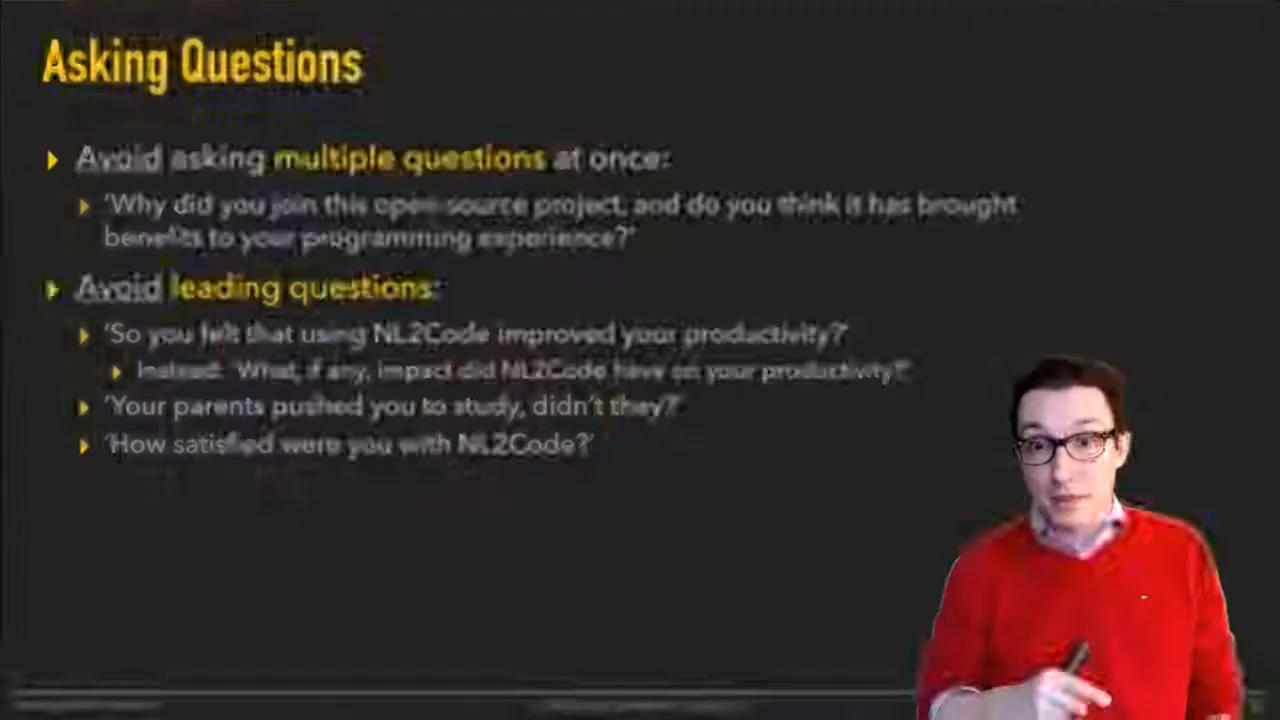 Asking Questions
Avoid asking multiple questions at once:
'Why did you join this open-source project, and do you think it has brought
benefits to your programming experience?'
Avoid leading questions:
'So you felt that using NL2Code improved your productivity?'
Instead: 'What, if any, impact did NL2Code have on your productivity?'
'Your parents pushed you to study, didn't they?'
'How satisfied were you with NL2Code?'